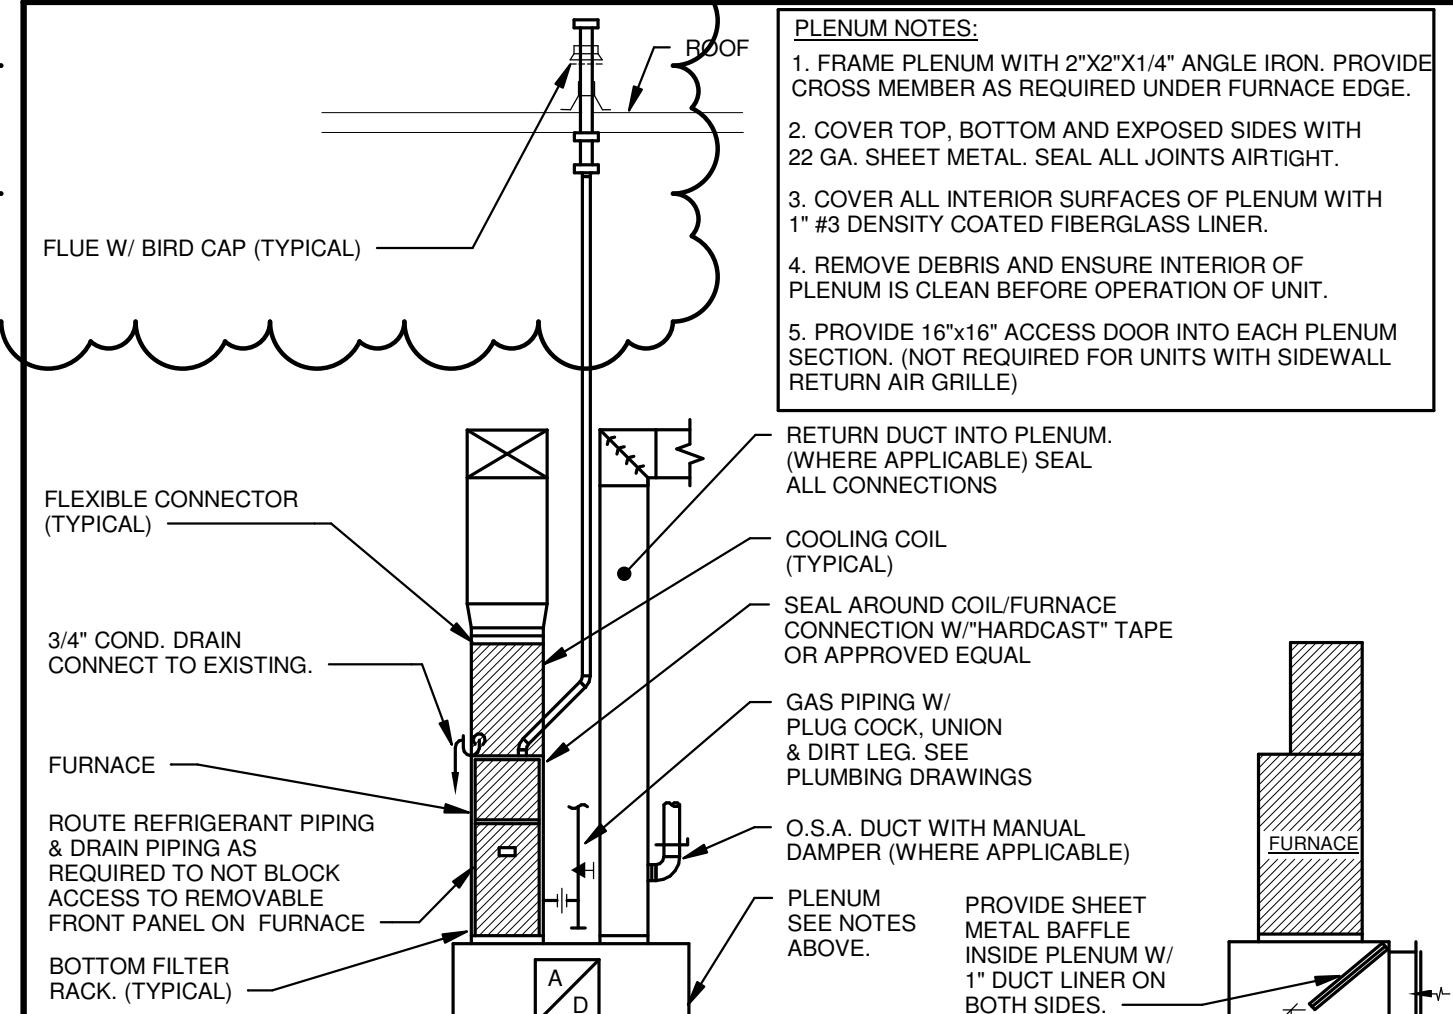 ROOF
FLUE W/ BIRD CAP (TYPICAL)
PLENUM NOTES:
1. FRAME PLENUM WITH 2"X2"X1/4" ANGLE IRON. PROVIDE
CROSS MEMBER AS REQUIRED UNDER FURNACE EDGE.
2. COVER TOP, BOTTOM AND EXPOSED SIDES WITH
22 GA. SHEET METAL. SEAL ALL JOINTS AIRTIGHT.
3. COVER ALL INTERIOR SURFACES OF PLENUM WITH
1" #3 DENSITY COATED FIBERGLASS LINER.
4. REMOVE DEBRIS AND ENSURE INTERIOR OF
PLENUM IS CLEAN BEFORE OPERATION OF UNIT.
5. PROVIDE 16"x16" ACCESS DOOR INTO EACH PLENUM
SECTION. (NOT REQUIRED FOR UNITS WITH SIDEWALL
RETURN AIR GRILLE)
FLEXIBLE CONNECTOR
(TYPICAL)
3/4" COND. DRAIN
CONNECT TO EXISTING.
FURNACE
ROUTE REFRIGERANT PIPING
& DRAIN PIPING AS
REQUIRED TO NOT BLOCK
ACCESS TO REMOVABLE
FRONT PANEL ON FURNACE
BOTTOM FILTER
RACK. (TYPICAL)
A
D
RETURN DUCT INTO PLENUM.
(WHERE APPLICABLE) SEAL
ALL CONNECTIONS
COOLING COIL
(TYPICAL)
SEAL AROUND COIL/FURNACE
CONNECTION W/"HARDCAST" TAPE
OR APPROVED EQUAL
GAS PIPING W/
PLUG COCK, UNION
& DIRT LEG. SEE
PLUMBING DRAWINGS
O.S.A. DUCT WITH MANUAL
DAMPER (WHERE APPLICABLE)
PLENUM
SEE NOTES
ABOVE.
PROVIDE SHEET
METAL BAFFLE
INSIDE PLENUM W/
1" DUCT LINER ON
BOTH SIDES.
FURNACE